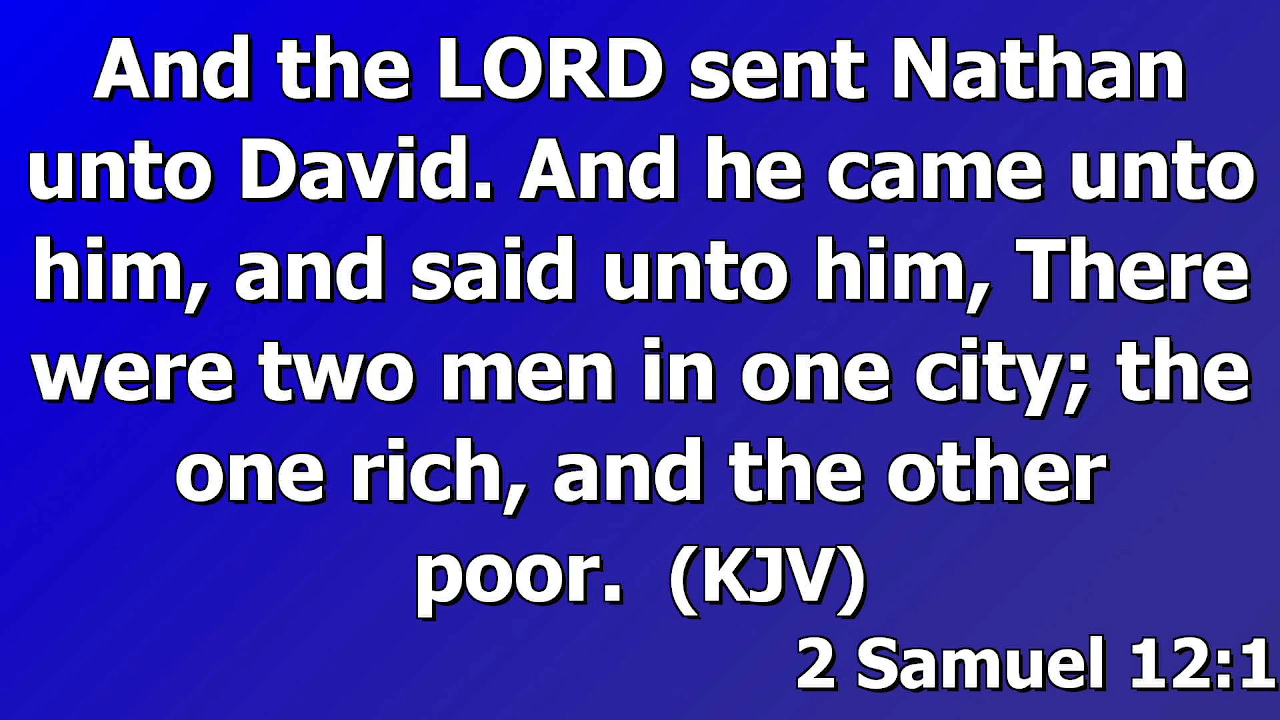 And the LORD sent Nathan
unto David. And he came unto
him, and said unto him, There
were two men in one city; the
one rich, and the other
poor.  (KJV)
2 Samuel 12:1